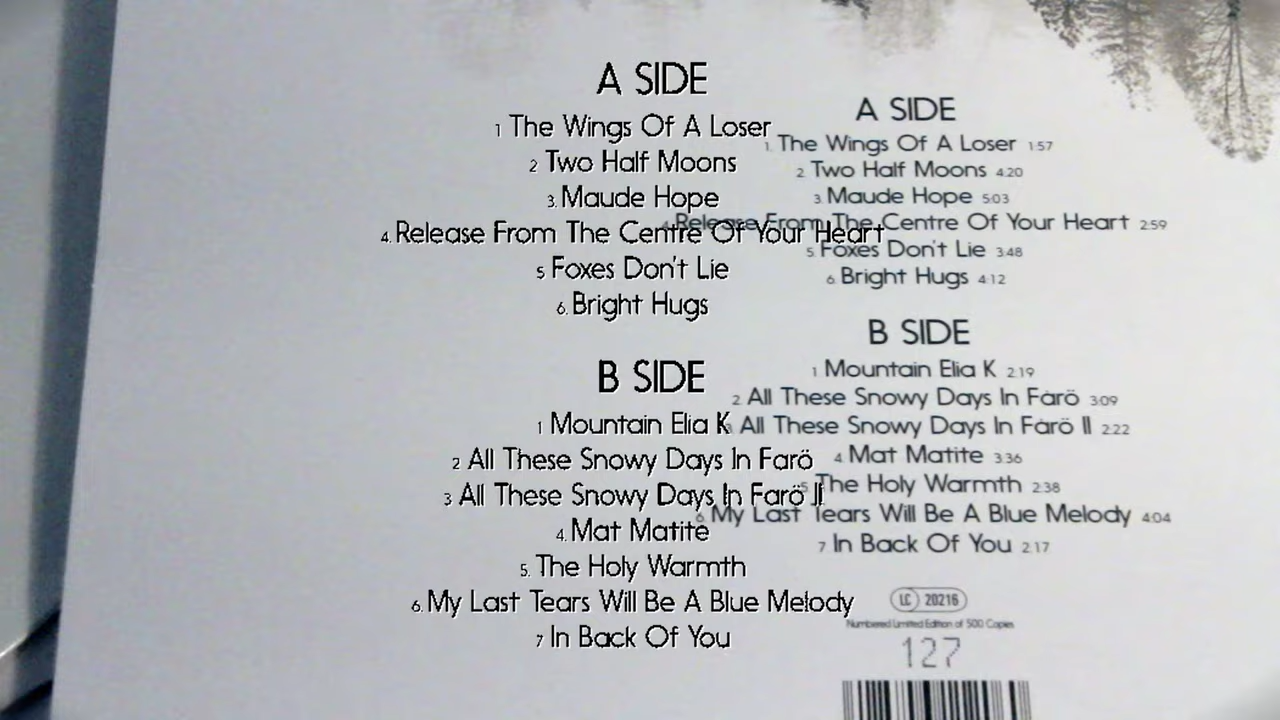 A SIDE
1 The Wings Of A Loser
2 Two Half Moons
3. Maude Hope
4. Release From The Centre Of Your Heart
5 Foxes Don't Lie
6. Bright Hugs
B SIDE
1 Mountain Elia K
2 All These Snowy Days In Farö
3 All These Snowy Days In Farö II
4. Mat Matite
5. The Holy Warmth
6. My Last Tears Will Be A Blue Melody
7 In Back Of You
A SIDE
1. The Wings Of A Loser 1:57
2. Two Half Moons 4:20
3. Maude Hope 5:03
4. Release From The Centre Of Your Heart 2:59
5. Foxes Don't Lie 3:48
6. Bright Hugs 4:12
B SIDE
1 Mountain Elia K 2:19
2 All These Snowy Days In Farö 3:09
3. All These Snowy Days In Farö II 2:22
4. Mat Matite 3:36
5 The Holy Warmth 2:38
6. My Last Tears Will Be A Blue Melody 4:04
7 In Back Of You 2:17
LC 20216
Numbered Limited Edition of 500 Copies
127